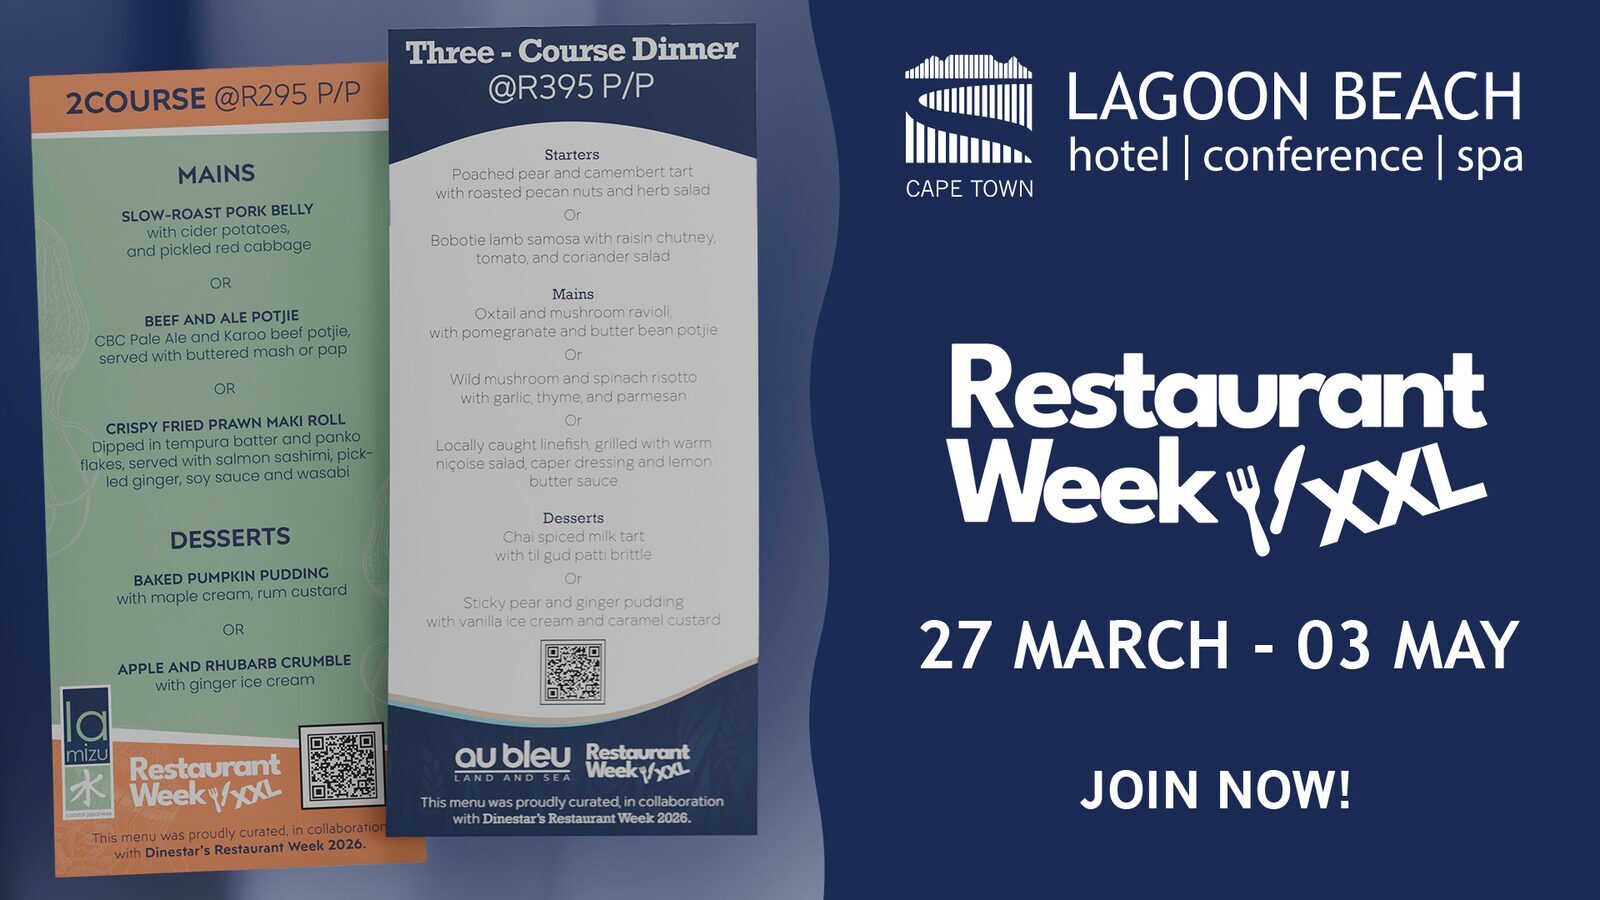 2COURSE @R295 P/P
MAINS
SLOW-ROAST PORK BELLY
with cider potatoes,
and pickled red cabbage
OR
BEEF AND ALE POTJIE
CBC Pale Ale and Karoo beef potjie,
served with buttered mash or pap
OR
CRISPY FRIED PRAWN MAKI ROLL
Dipped in tempura batter and panko
flakes, served with salmon sashimi, pick-
led ginger, soy sauce and wasabi
DESSERTS
BAKED PUMPKIN PUDDING
with maple cream, rum custard
OR
APPLE AND RHUBARB CRUMBLE
with ginger ice cream
la
mizu
水
coastal japanese
Restaurant
Week XXL
This menu was proudly curated, in collaboration
with Dinestar's Restaurant Week 2026.
Three - Course Dinner
@R395 P/P
Starters
Poached pear and camembert tart
with roasted pecan nuts and herb salad
Or
Bobotie lamb samosa with raisin chutney,
tomato, and coriander salad
Mains
Oxtail and mushroom ravioli,
with pomegranate and butter bean potjie
Or
Wild mushroom and spinach risotto
with garlic, thyme, and parmesan
Or
Locally caught linefish, grilled with warm
niçoise salad, caper dressing and lemon
butter sauce
Desserts
Chai spiced milk tart
with til gud patti brittle
Or
Sticky pear and ginger pudding
with vanilla ice cream and caramel custard
au bleu
LAND AND SEA
Restaurant
Week XXL
This menu was proudly curated, in collaboration
with Dinestar's Restaurant Week 2026.
LAGOON BEACH
hotel | conference | spa
CAPE TOWN
Restaurant
Week XXL
27 MARCH - 03 MAY
JOIN NOW!